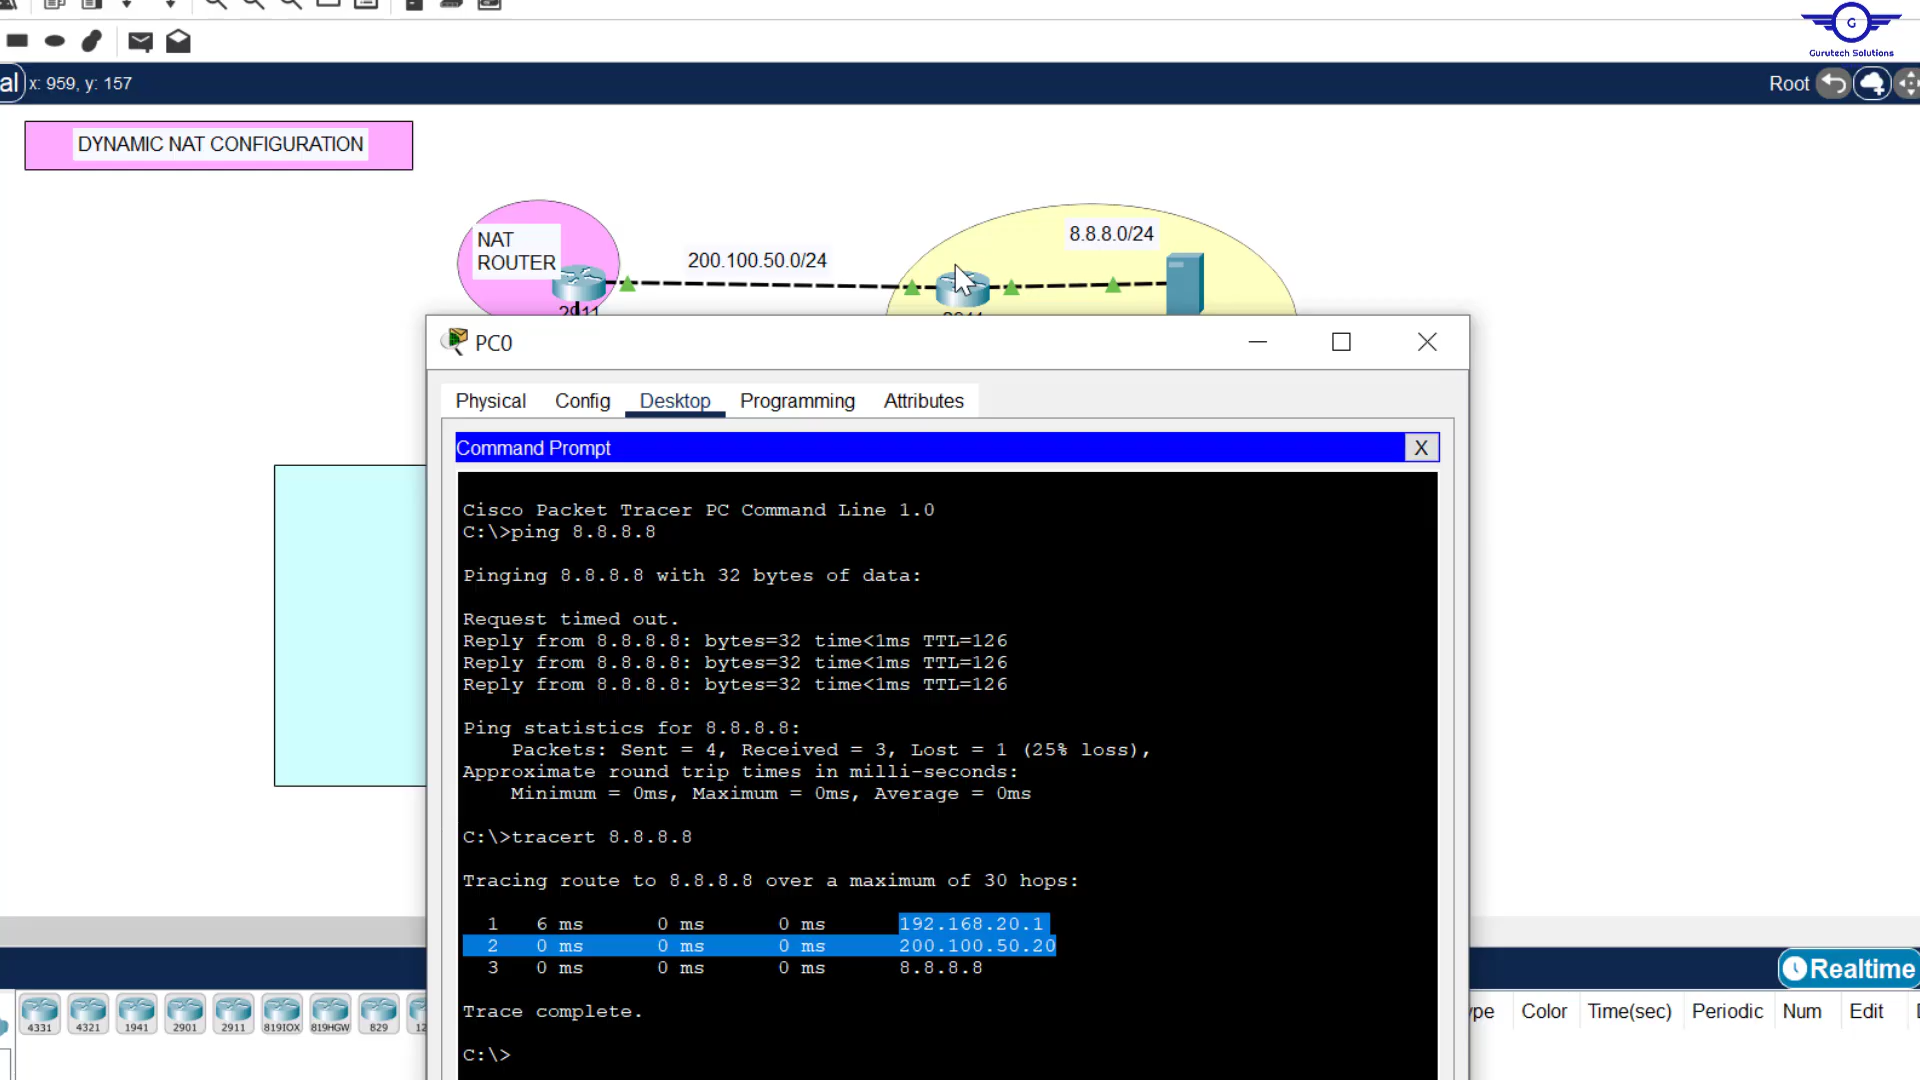 G
Gurutech Solutions
al
x: 959, y: 157
Root
DYNAMIC NAT CONFIGURATION
NAT
ROUTER
200.100.50.0/24
8.8.8.0/24
2911
PC0
Physical
Config
Desktop
Programming
Attributes
Command Prompt
X
Cisco Packet Tracer PC Command Line 1.0
C:\>ping 8.8.8.8
Pinging 8.8.8.8 with 32 bytes of data:
Request timed out.
Reply from 8.8.8.8: bytes=32 time<1ms TTL=126
Reply from 8.8.8.8: bytes=32 time<1ms TTL=126
Reply from 8.8.8.8: bytes=32 time<1ms TTL=126
Ping statistics for 8.8.8.8:
Packets: Sent = 4, Received = 3, Lost = 1 (25% loss),
Approximate round trip times in milli-seconds:
Minimum = 0ms, Maximum = 0ms, Average = 0ms
C:\>tracert 8.8.8.8
Tracing route to 8.8.8.8 over a maximum of 30 hops:
1 6 ms 0 ms 0 ms 192.168.20.1
2 0 ms 0 ms 0 ms 200.100.50.20
3 0 ms 0 ms 0 ms 8.8.8.8
Trace complete.
C:\>
Realtime
4331
4321
1941
2901
2911
819IOX
819HGW
829
12
ype
Color
Time(sec)
Periodic
Num
Edit